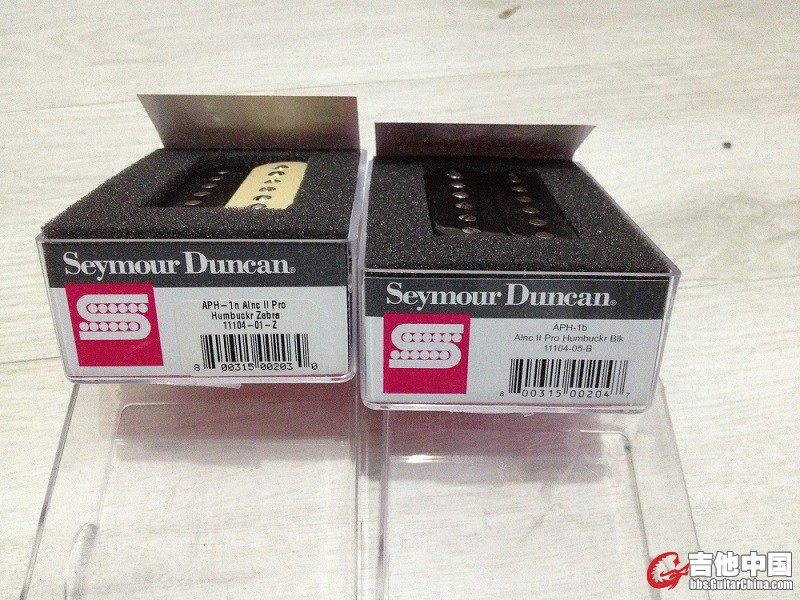 Seymour Duncan®
APH-1n Alnc II Pro
Humbuckr Zebra
11104-01-Z
8 00315 00203 0
Seymour Duncan®
APH-1b
Alnc II Pro Humbuckr Blk
11104-05-B
8 00315 00204 7
吉他中国
bbs.GuitarChina.com